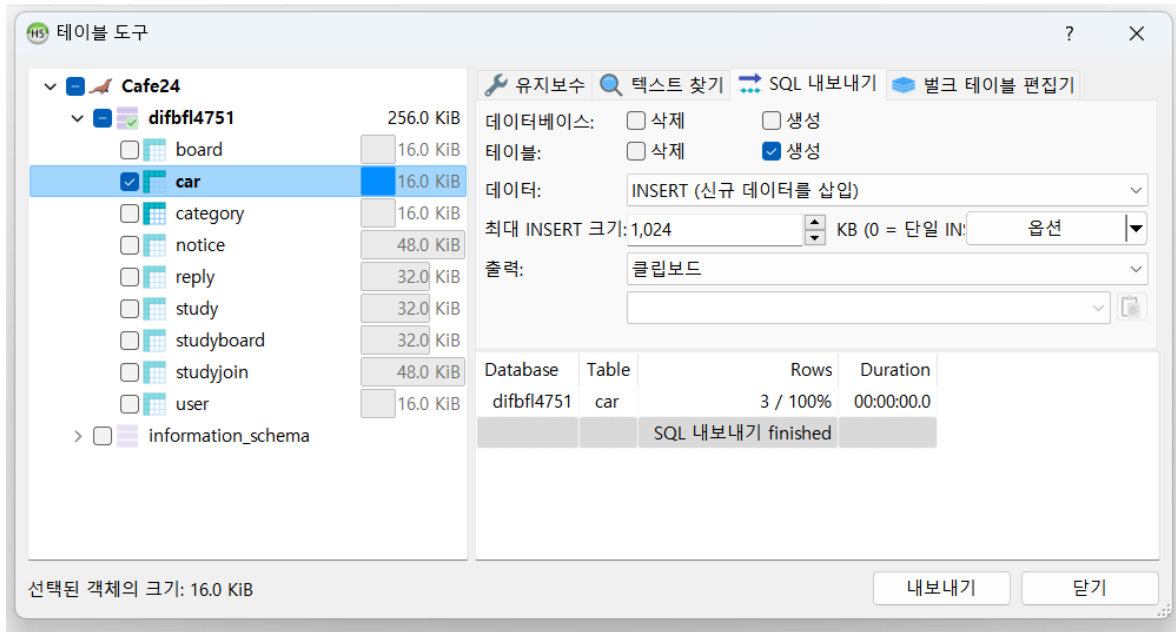 HS 테이블 도구 ?
Cafe24
difbfl4751 256.0 KiB
board 16.0 KiB
car 16.0 KiB
category 16.0 KiB
notice 48.0 KiB
reply 32.0 KiB
study 32.0 KiB
studyboard 32.0 KiB
studyjoin 48.0 KiB
user 16.0 KiB
information_schema
유지보수 텍스트 찾기 SQL 내보내기 벌크 테이블 편집기
데이터베이스: 삭제 생성
테이블: 삭제 생성
데이터: INSERT (신규 데이터를 삽입)
최대 INSERT 크기: 1,024 KB (0 = 단일 IN: 옵션
출력: 클립보드
Database Table Rows Duration
difbfl4751 car 3 / 100% 00:00:00.0
SQL 내보내기 finished
선택된 객체의 크기: 16.0 KiB 내보내기 닫기